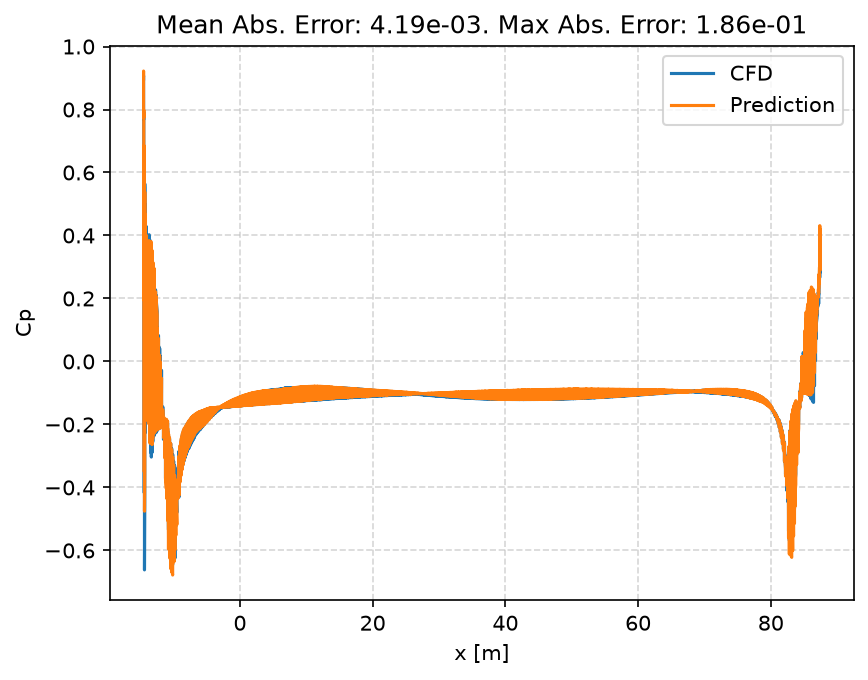 Mean Abs. Error: 4.19e-03. Max Abs. Error: 1.86e-01
CFD
Prediction
1.0
0.8
0.6
0.4
0.2
0.0
−0.2
−0.4
−0.6
Cp
0 20 40 60 80
x [m]